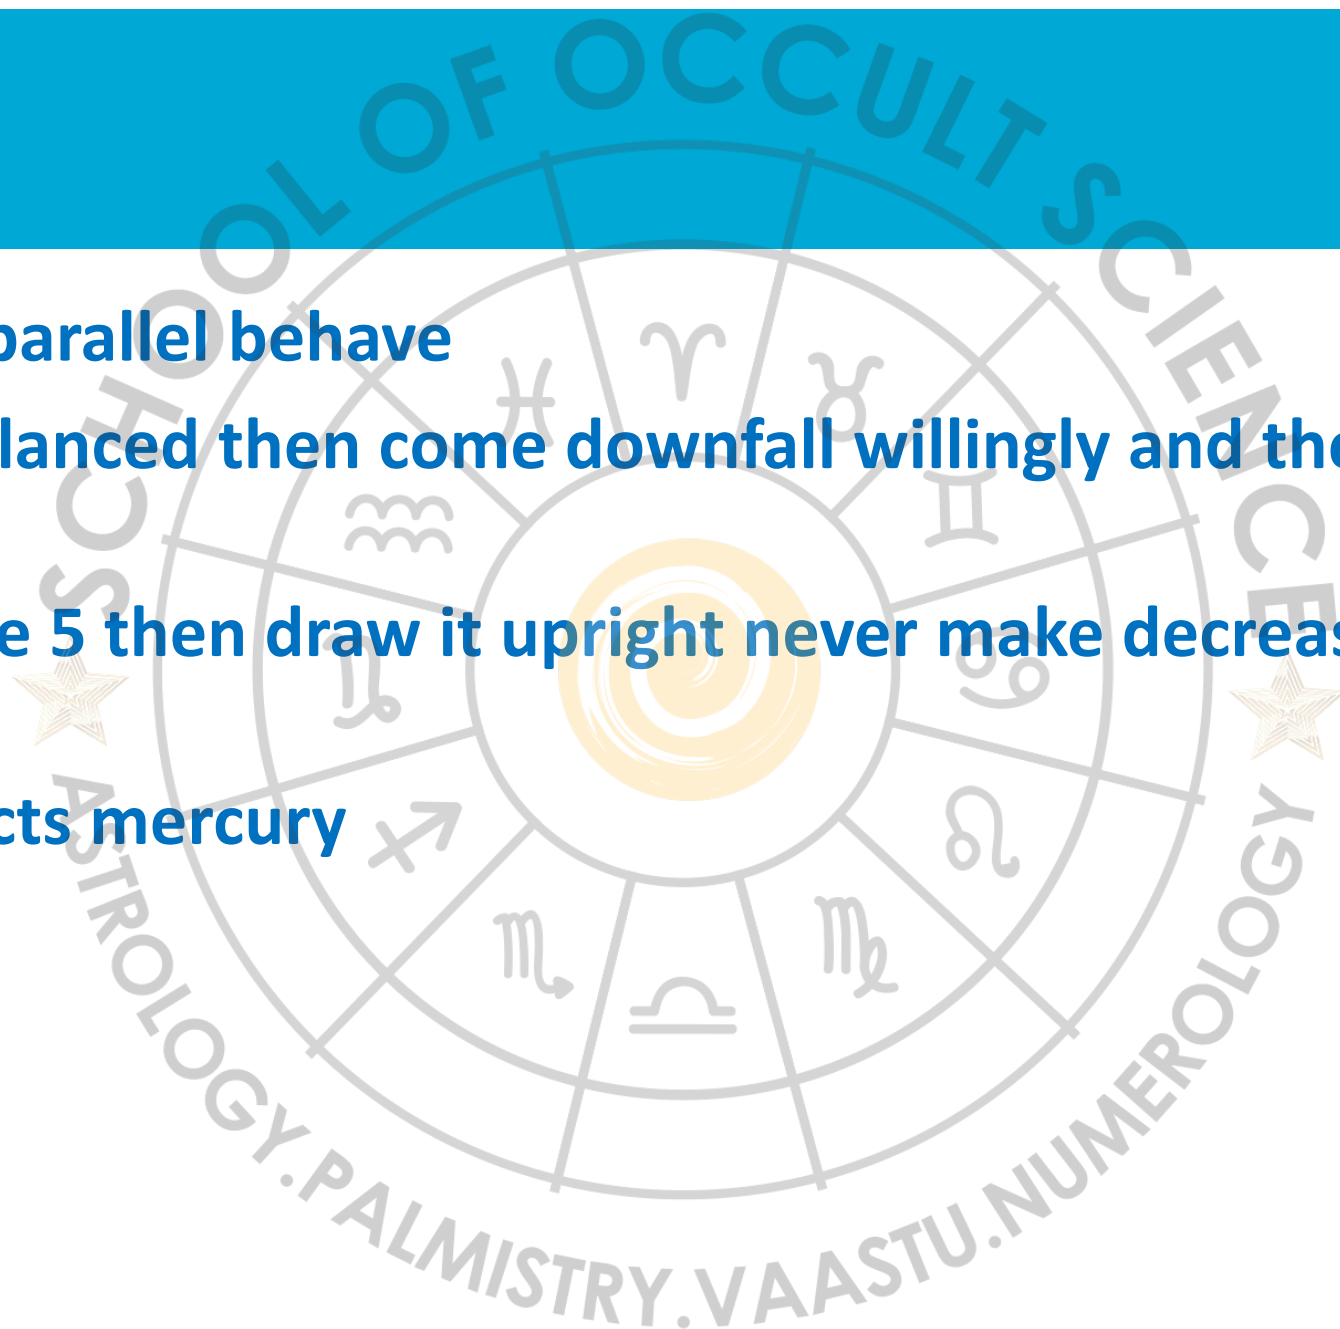 SCHOOL OF OCCULT SCIENCE
parallel behave
lanced then come downfall willingly and the
e 5 then draw it upright never make decreas
cts mercury
ASTROLOGY.PALMISTRY.VAASTU.NUMEROLOGY